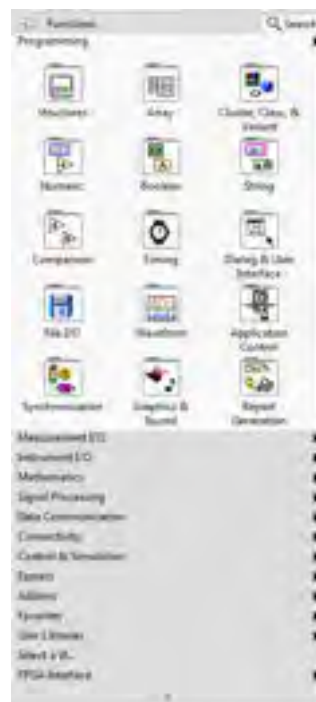 Functions
Search
Programming
Structures
Array
Cluster, Class, & Variant
Numeric
Boolean
String
Comparison
Timing
Dialog & User Interface
File I/O
Waveform
Application Control
Synchronization
Graphics & Sound
Report Generation
Measurement I/O
Instrument I/O
Mathematics
Signal Processing
Data Communication
Connectivity
Control & Simulation
Express
Addons
Favorites
User Libraries
Select a VI...
FPGA Interface